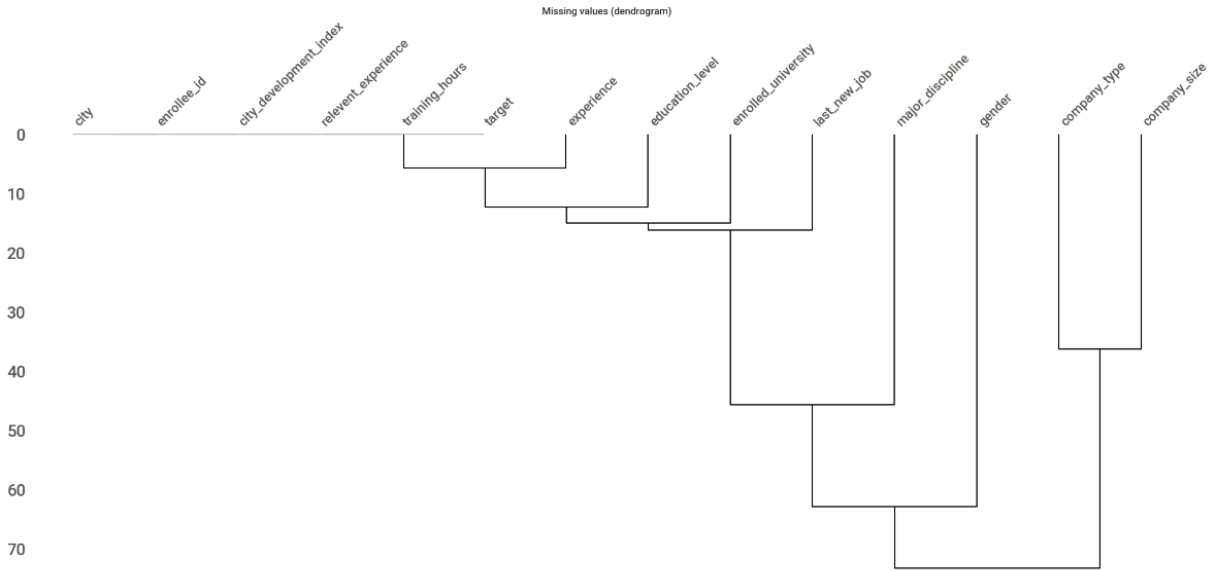 Missing values (dendrogram)
city
enrollee_id
city_development_index
relevent_experience
training_hours
target
experience
education_level
enrolled_university
last_new_job
major_discipline
gender
company_type
company_size
0
10
20
30
40
50
60
70